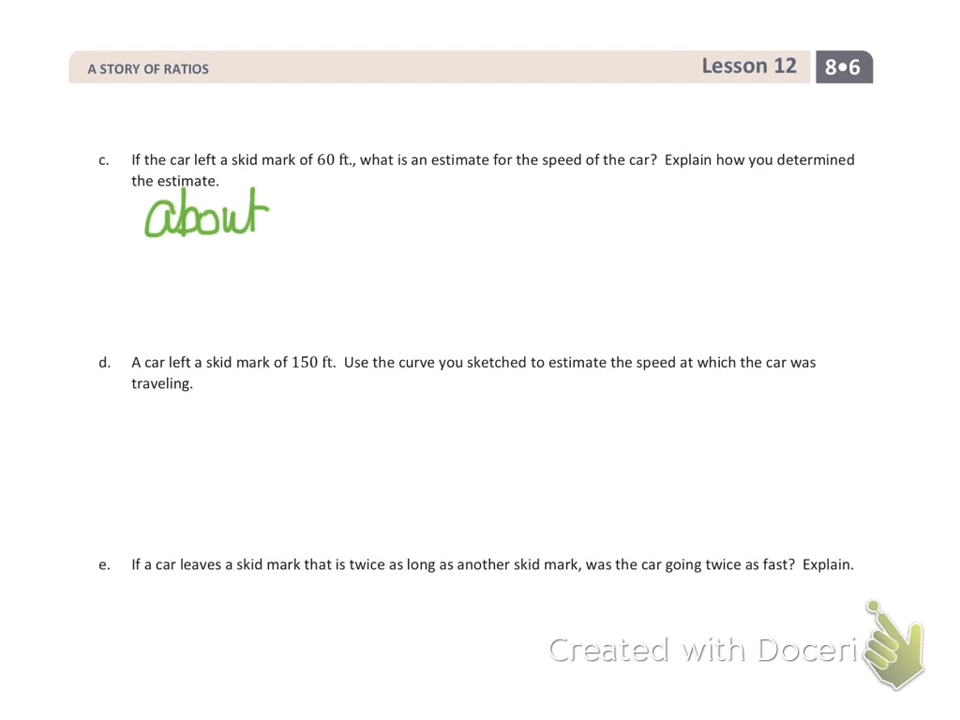 A STORY OF RATIOS
Lesson 12
8•6
c. If the car left a skid mark of 60 ft., what is an estimate for the speed of the car? Explain how you determined
the estimate.
about
d. A car left a skid mark of 150 ft. Use the curve you sketched to estimate the speed at which the car was
traveling.
e. If a car leaves a skid mark that is twice as long as another skid mark, was the car going twice as fast? Explain.
Created with Doceri